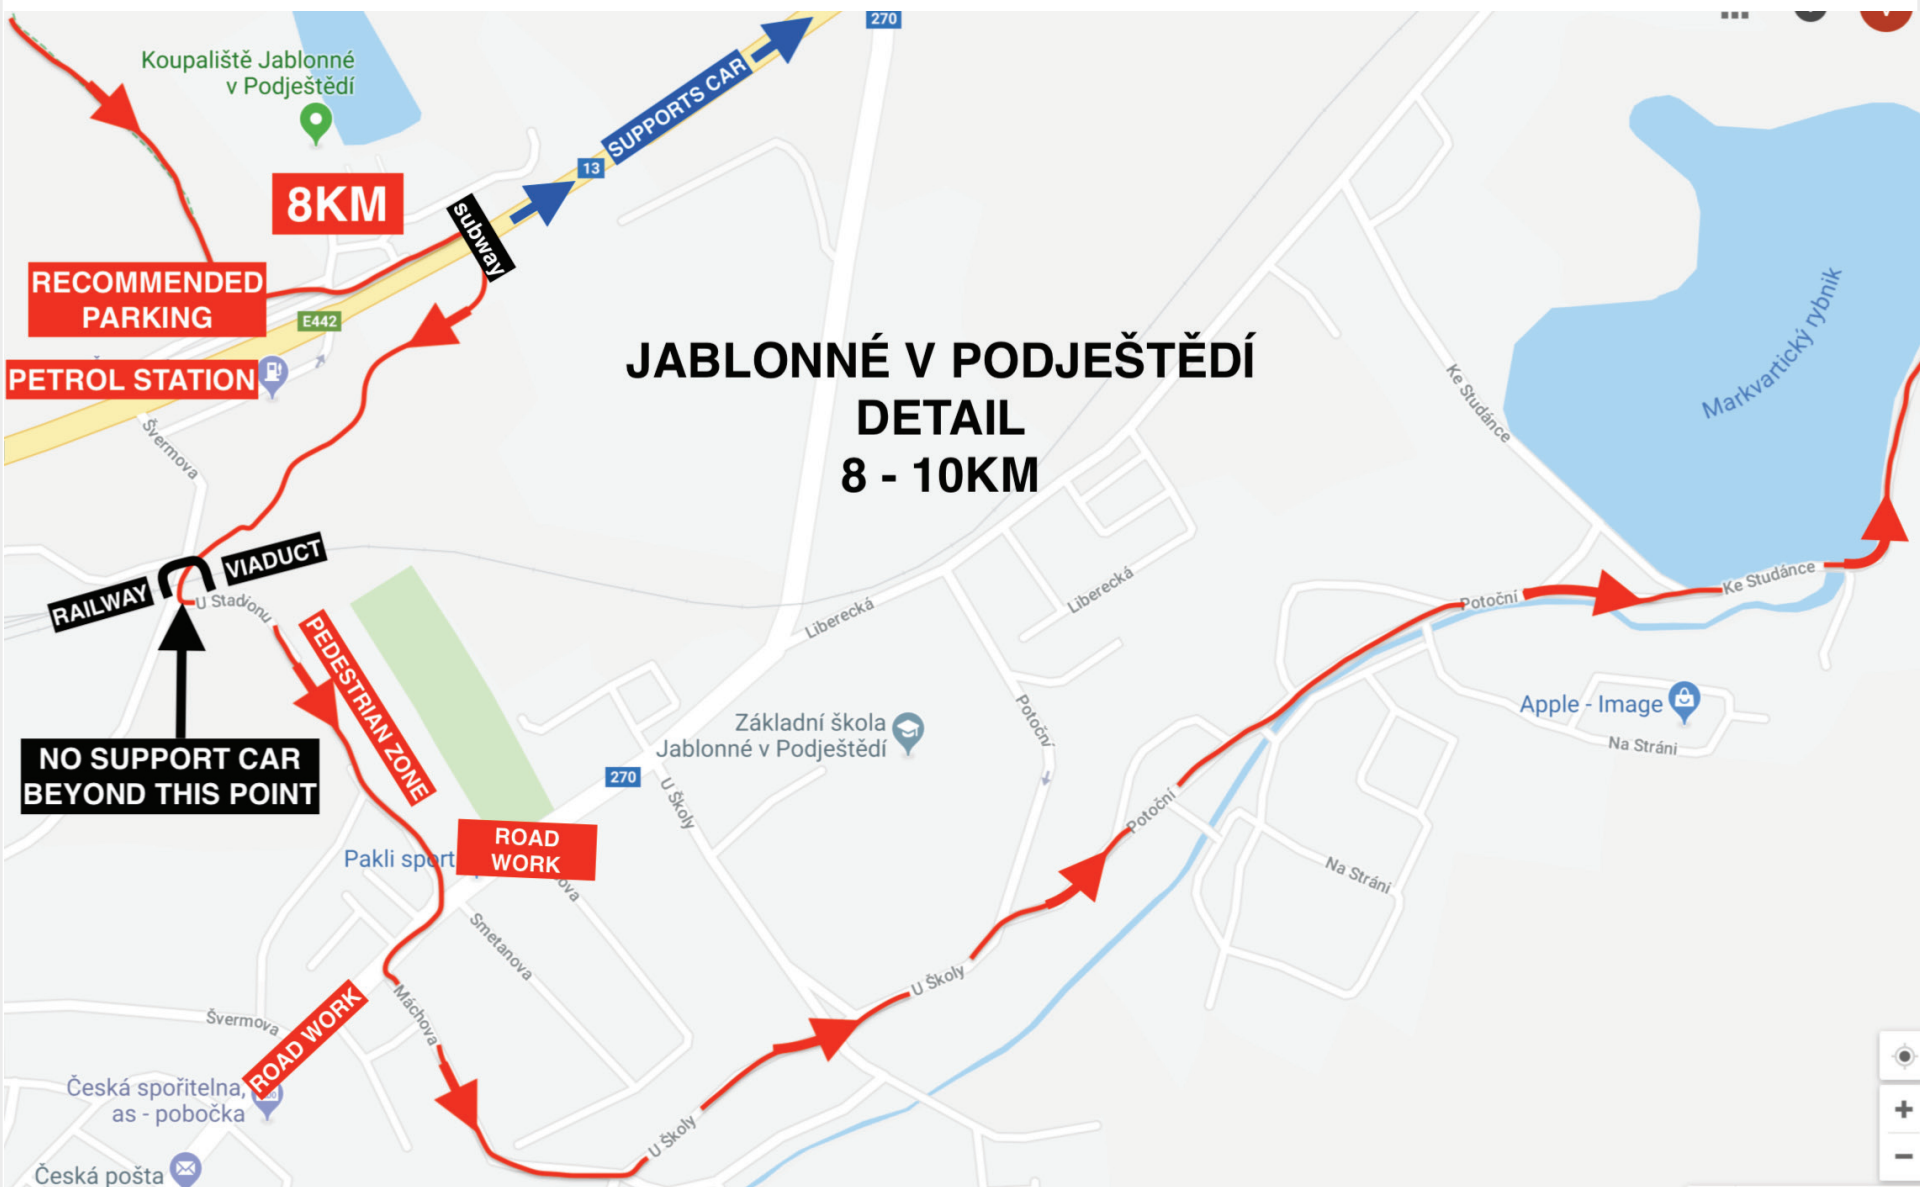 270
Koupaliště Jablonné
v Podještědí
SUPPORTS CAR
13
8KM
subway
RECOMMENDED
PARKING
E442
PETROL STATION
JABLONNÉ V PODJEŠTĚDÍ
DETAIL
8 - 10KM
Markvartický rybník
Ke Studánce
Švermova
RAILWAY
VIADUCT
U Stadionu
Liberecká
Liberecká
Potoční
Ke Studánce
PEDESTRIAN ZONE
NO SUPPORT CAR
BEYOND THIS POINT
Základní škola
Jablonné v Podještědí
270
U Školy
Potoční
Apple - Image
Na Stráni
Potoční
Pakli sport
ROAD
WORK
ova
Na Stráni
Smetanova
U Školy
Máchova
Švermova
ROAD WORK
Česká spořitelna,
as - pobočka
U Školy
Česká pošta